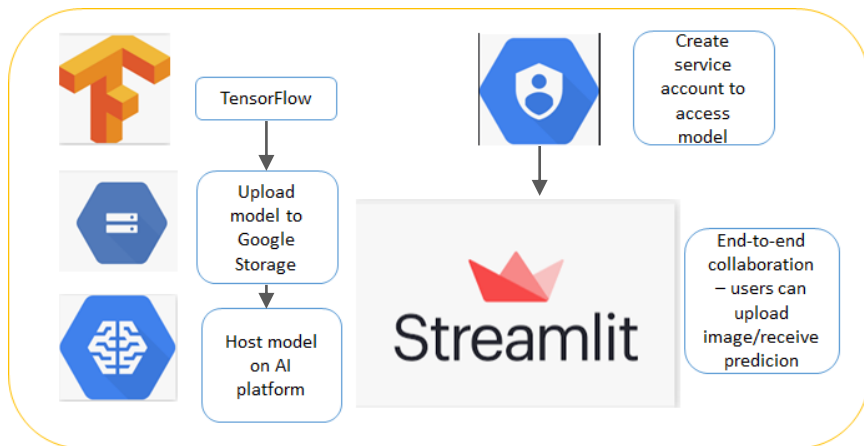 TensorFlow
Upload
model to
Google
Storage
Host model
on AI
platform
Create
service
account to
access
model
Streamlit
End-to-end
collaboration
– users can
upload
image/receive
predicion